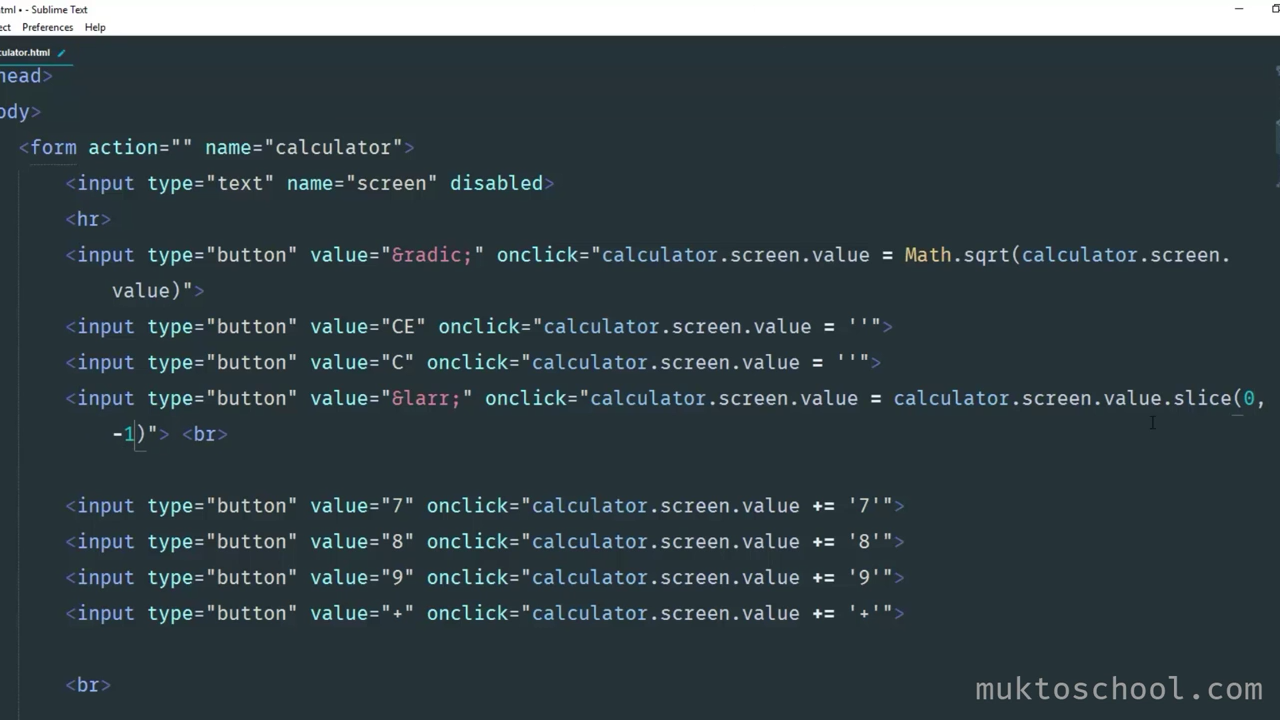 html • - Sublime Text
ect Preferences Help
culator.html
head>
ody>
<form action="" name="calculator">
<input type="text" name="screen" disabled>
<hr>
<input type="button" value="&radic;" onclick="calculator.screen.value = Math.sqrt(calculator.screen.
value)">
<input type="button" value="CE" onclick="calculator.screen.value = ''">
<input type="button" value="C" onclick="calculator.screen.value = ''">
<input type="button" value="&larr;" onclick="calculator.screen.value = calculator.screen.value.slice(0,
-1)"> <br>
<input type="button" value="7" onclick="calculator.screen.value += '7'">
<input type="button" value="8" onclick="calculator.screen.value += '8'">
<input type="button" value="9" onclick="calculator.screen.value += '9'">
<input type="button" value="+" onclick="calculator.screen.value += '+'">
<br>
muktoschool.com